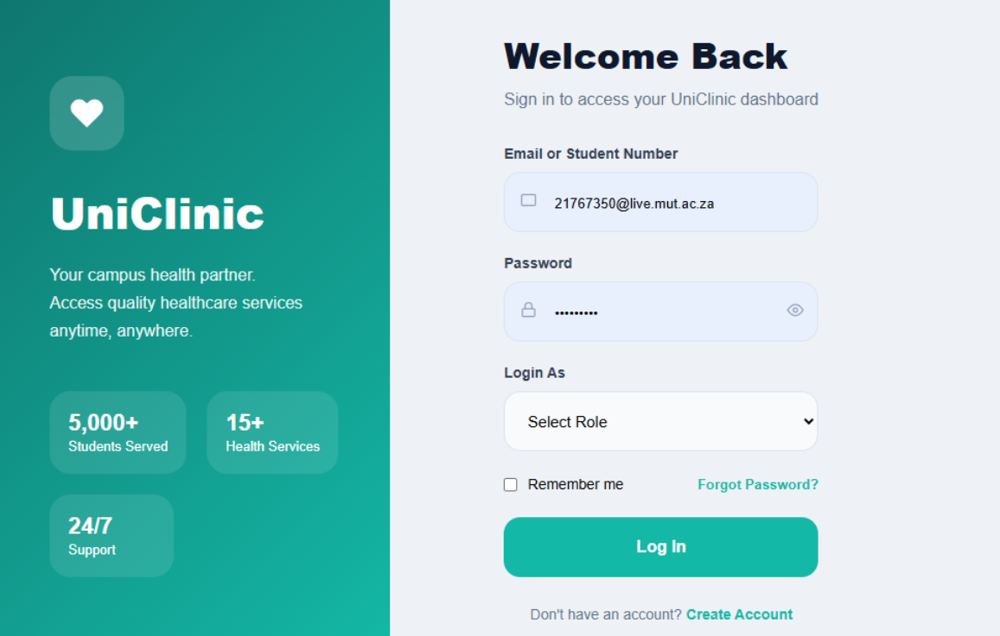 UniClinic
Your campus health partner.
Access quality healthcare services
anytime, anywhere.
5,000+
Students Served
15+
Health Services
24/7
Support
Welcome Back
Sign in to access your UniClinic dashboard
Email or Student Number
21767350@live.mut.ac.za
Password
•••••••••
Login As
Select Role
Remember me
Forgot Password?
Log In
Don't have an account? Create Account